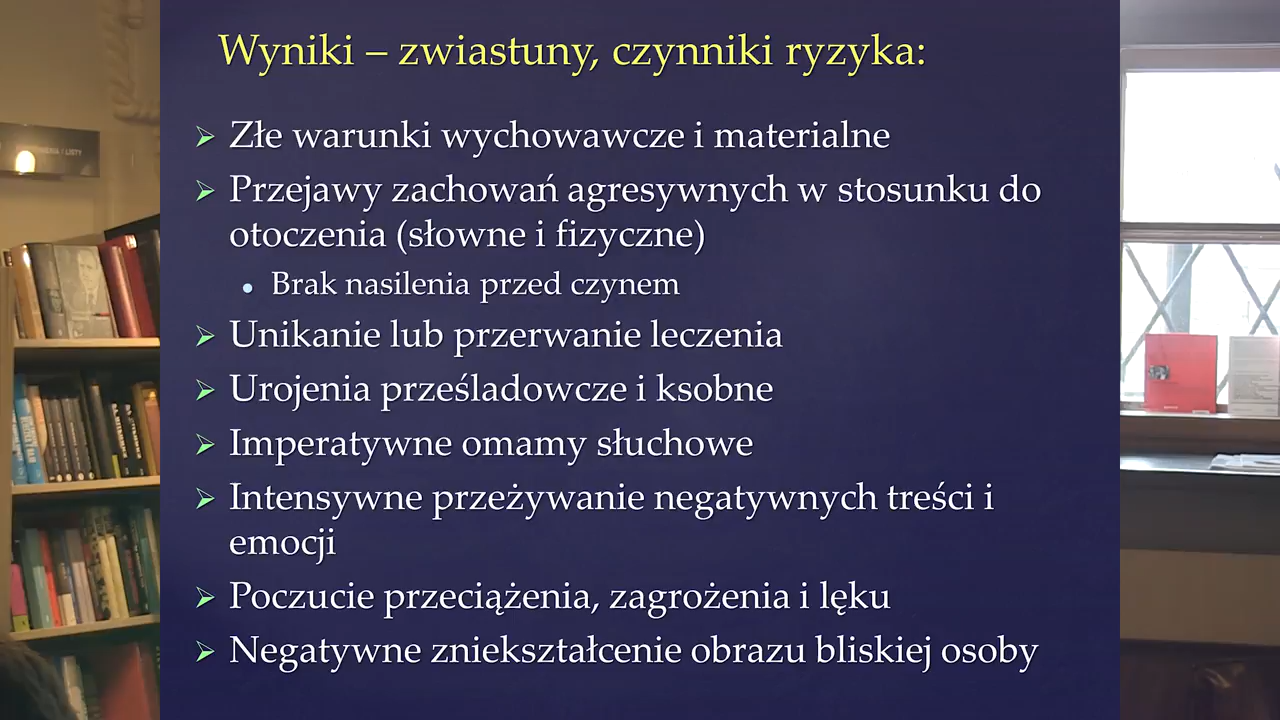 Wyniki – zwiastuny, czynniki ryzyka:
Złe warunki wychowawcze i materialne
Przejawy zachowań agresywnych w stosunku do
otoczenia (słowne i fizyczne)
Brak nasilenia przed czynem
Unikanie lub przerwanie leczenia
Urojenia prześladowcze i ksobne
Imperatywne omamy słuchowe
Intensywne przeżywanie negatywnych treści i
emocji
Poczucie przeciążenia, zagrożenia i lęku
Negatywne zniekształcenie obrazu bliskiej osoby